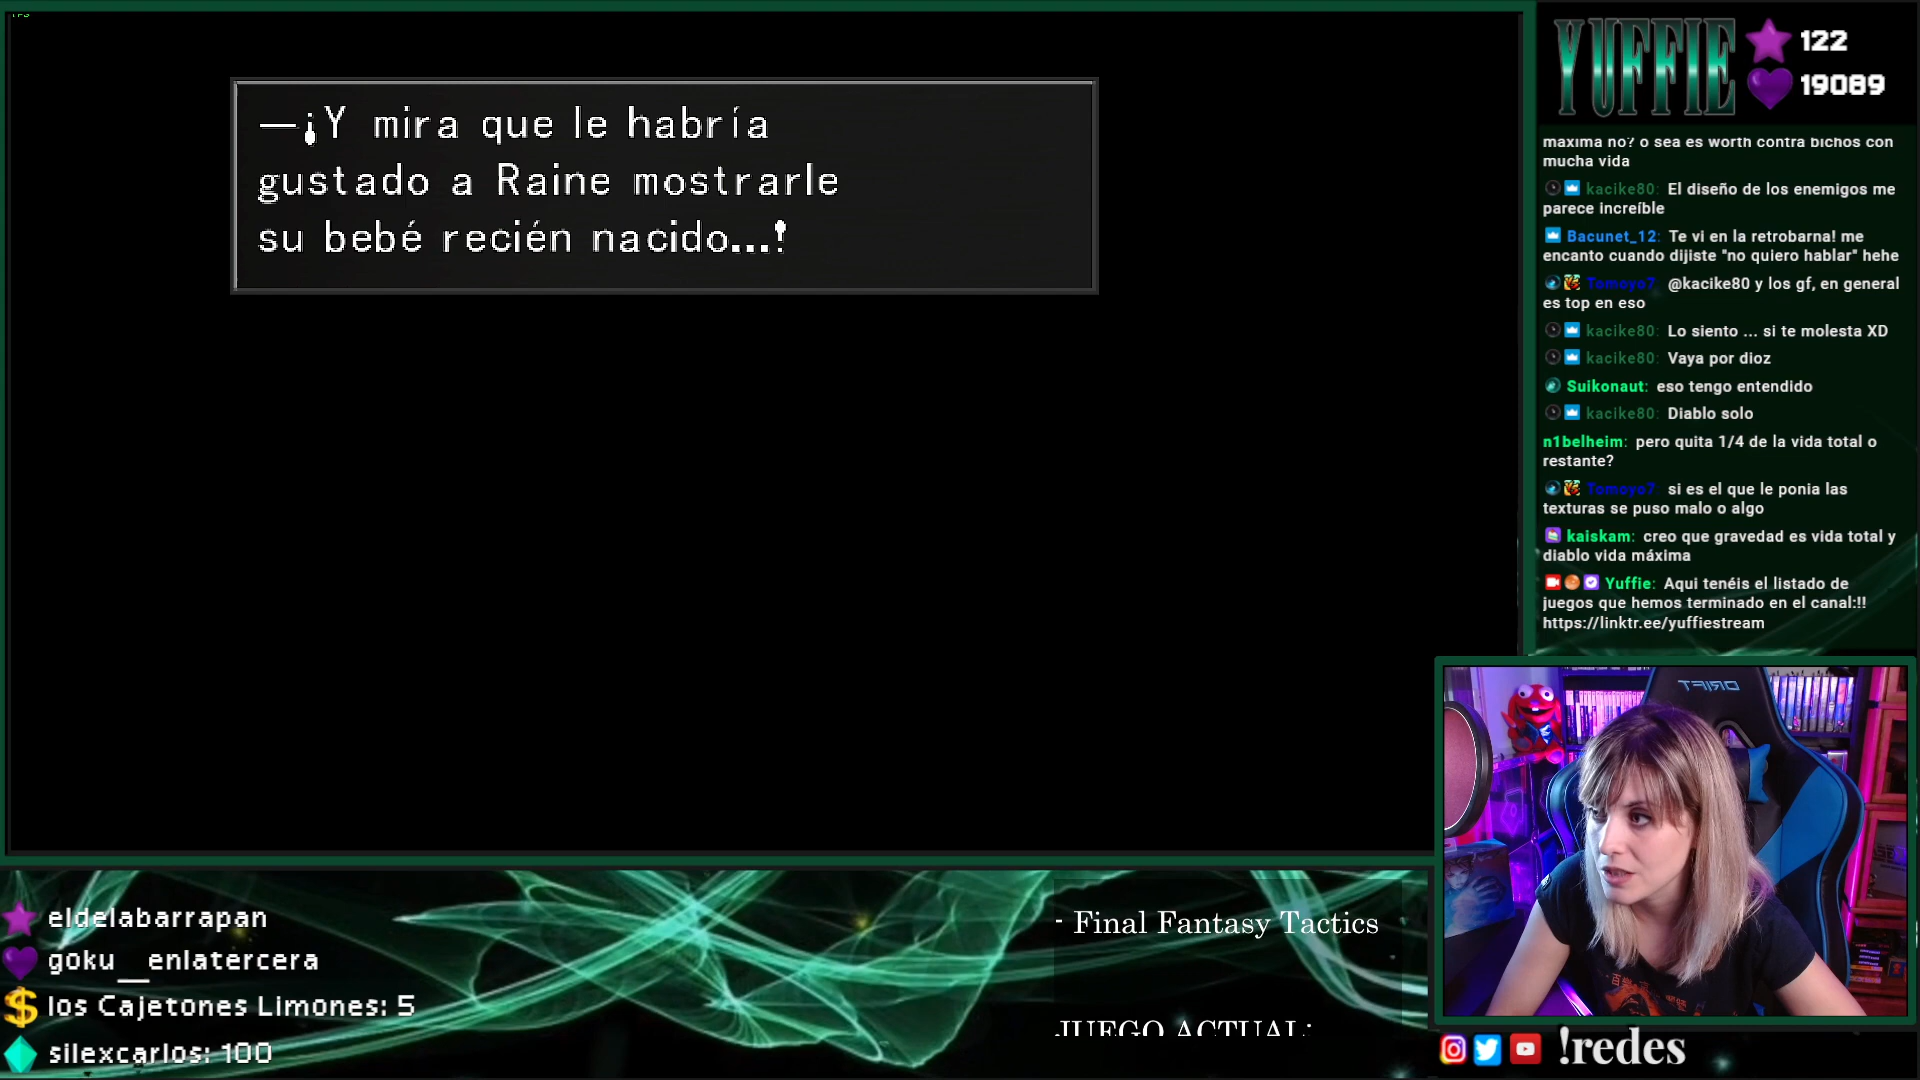 FPS
—¡Y mira que le habría
gustado a Raine mostrarle
su bebé recién nacido...!
YUFFIE
122
19089
maxima no? o sea es worth contra bichos con
mucha vida
kacike80: El diseño de los enemigos me
parece increíble
Bacunet_12: Te vi en la retrobarna! me
encanto cuando dijiste "no quiero hablar" hehe
Tomoyo7: @kacike80 y los gf, en general
es top en eso
kacike80: Lo siento ... si te molesta XD
kacike80: Vaya por dioz
Suikonaut: eso tengo entendido
kacike80: Diablo solo
n1belheim: pero quita 1/4 de la vida total o
restante?
Tomoyo7: si es el que le ponia las
texturas se puso malo o algo
kaiskam: creo que gravedad es vida total y
diablo vida máxima
Yuffie: Aqui tenéis el listado de
juegos que hemos terminado en el canal:!!
https://linktr.ee/yuffiestream
DRIFT
eldelabarrapan
goku__enlatercera
los Cajetones Limones: 5
silexcarlos: 100
- Final Fantasy Tactics
JUEGO ACTUAL:
!redes